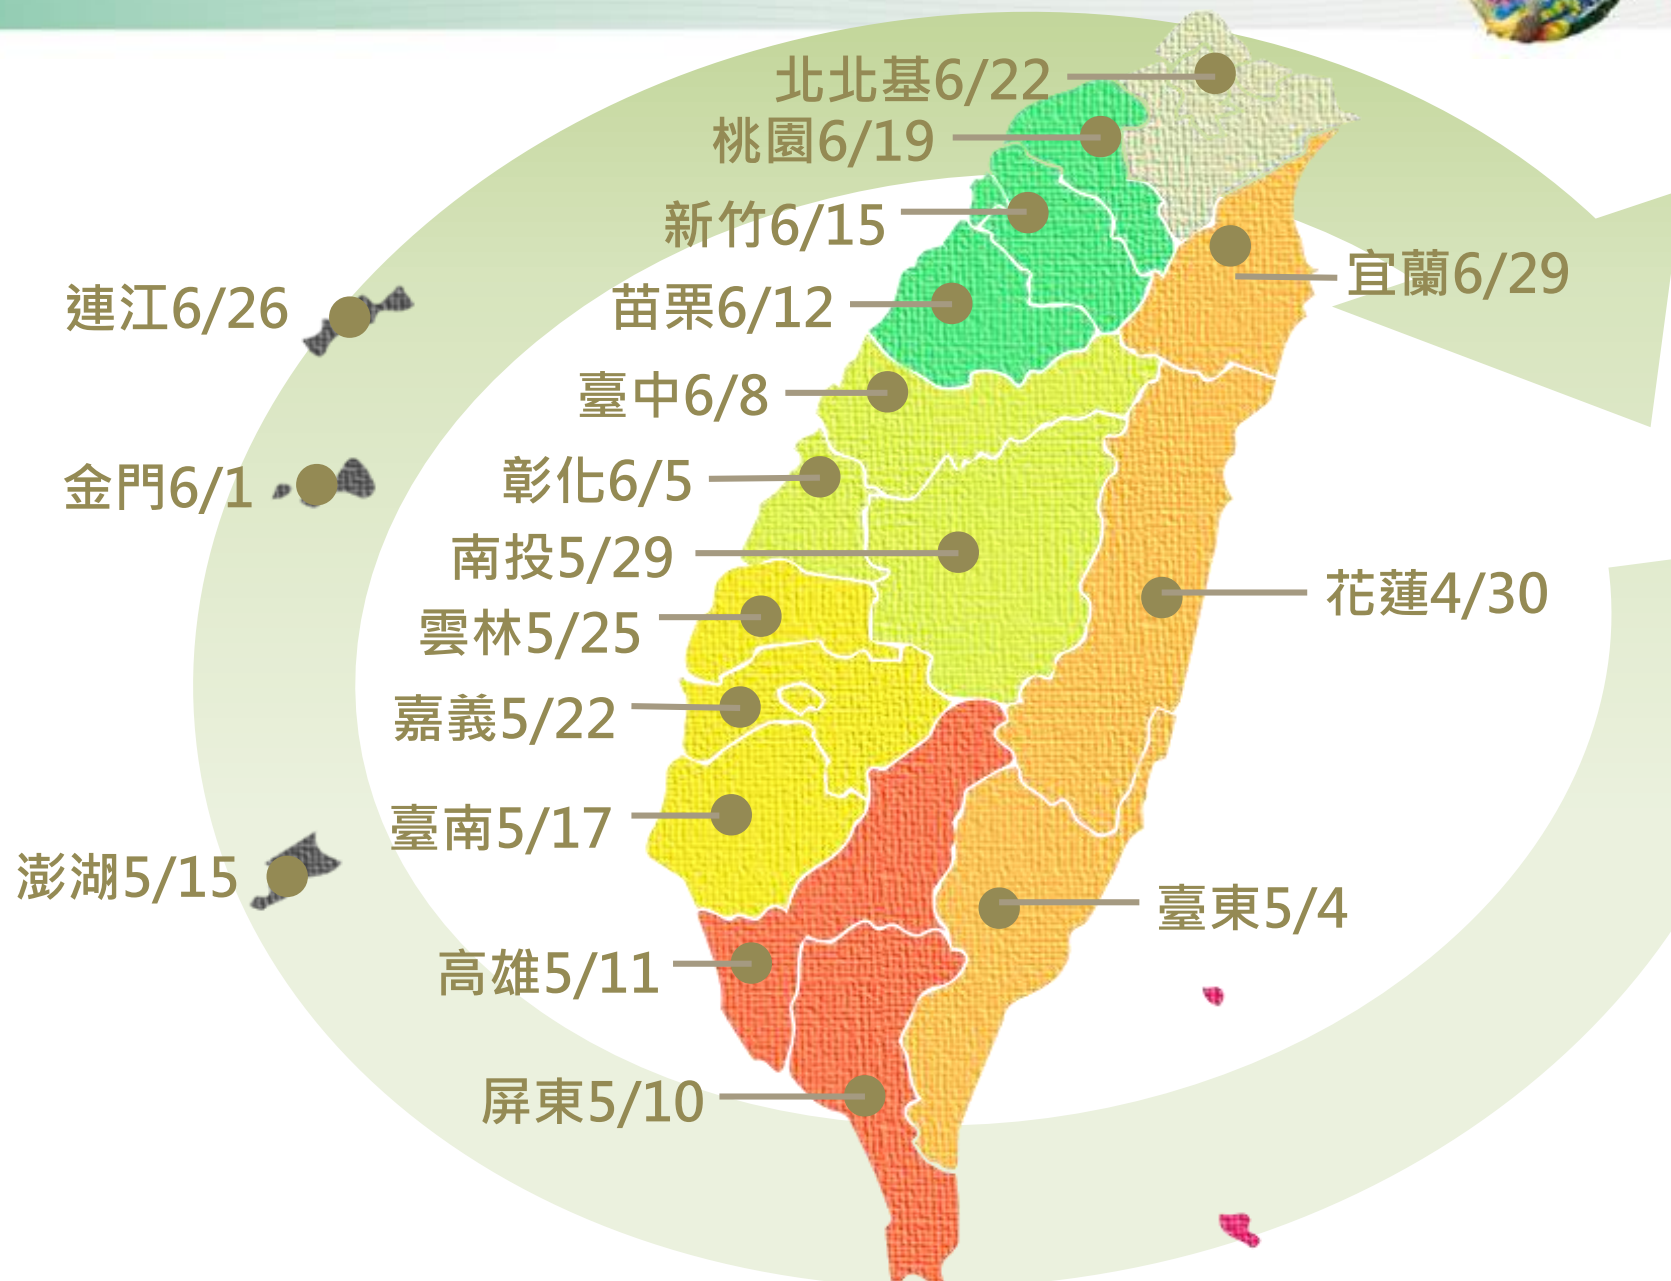 北北基6/22
桃園6/19
新竹6/15
宜蘭6/29
連江6/26
苗栗6/12
臺中6/8
金門6/1
彰化6/5
南投5/29
花蓮4/30
雲林5/25
嘉義5/22
臺南5/17
澎湖5/15
臺東5/4
高雄5/11
屏東5/10